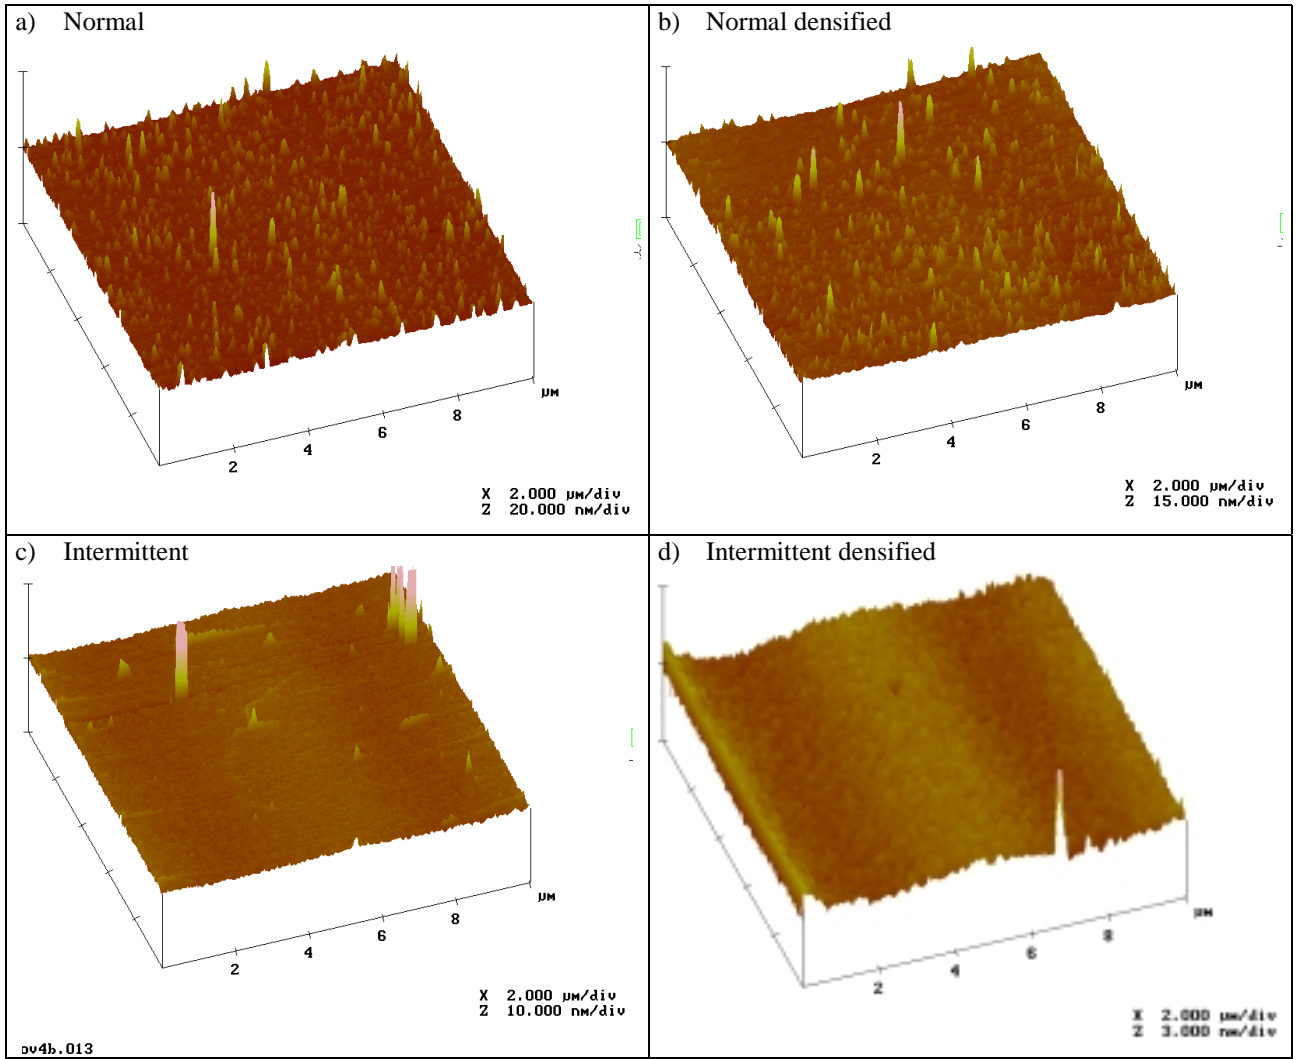 a) Normal
2
4
6
8
µM
X 2.000 µM/div
Z 20.000 nM/div
b) Normal densified
2
4
6
8
µM
X 2.000 µM/div
Z 15.000 nM/div
c) Intermittent
2
4
6
8
µM
X 2.000 µM/div
Z 10.000 nM/div
ov4b.013
d) Intermittent densified
2
4
6
8
µM
X 2.000 µM/div
Z 3.000 nM/div